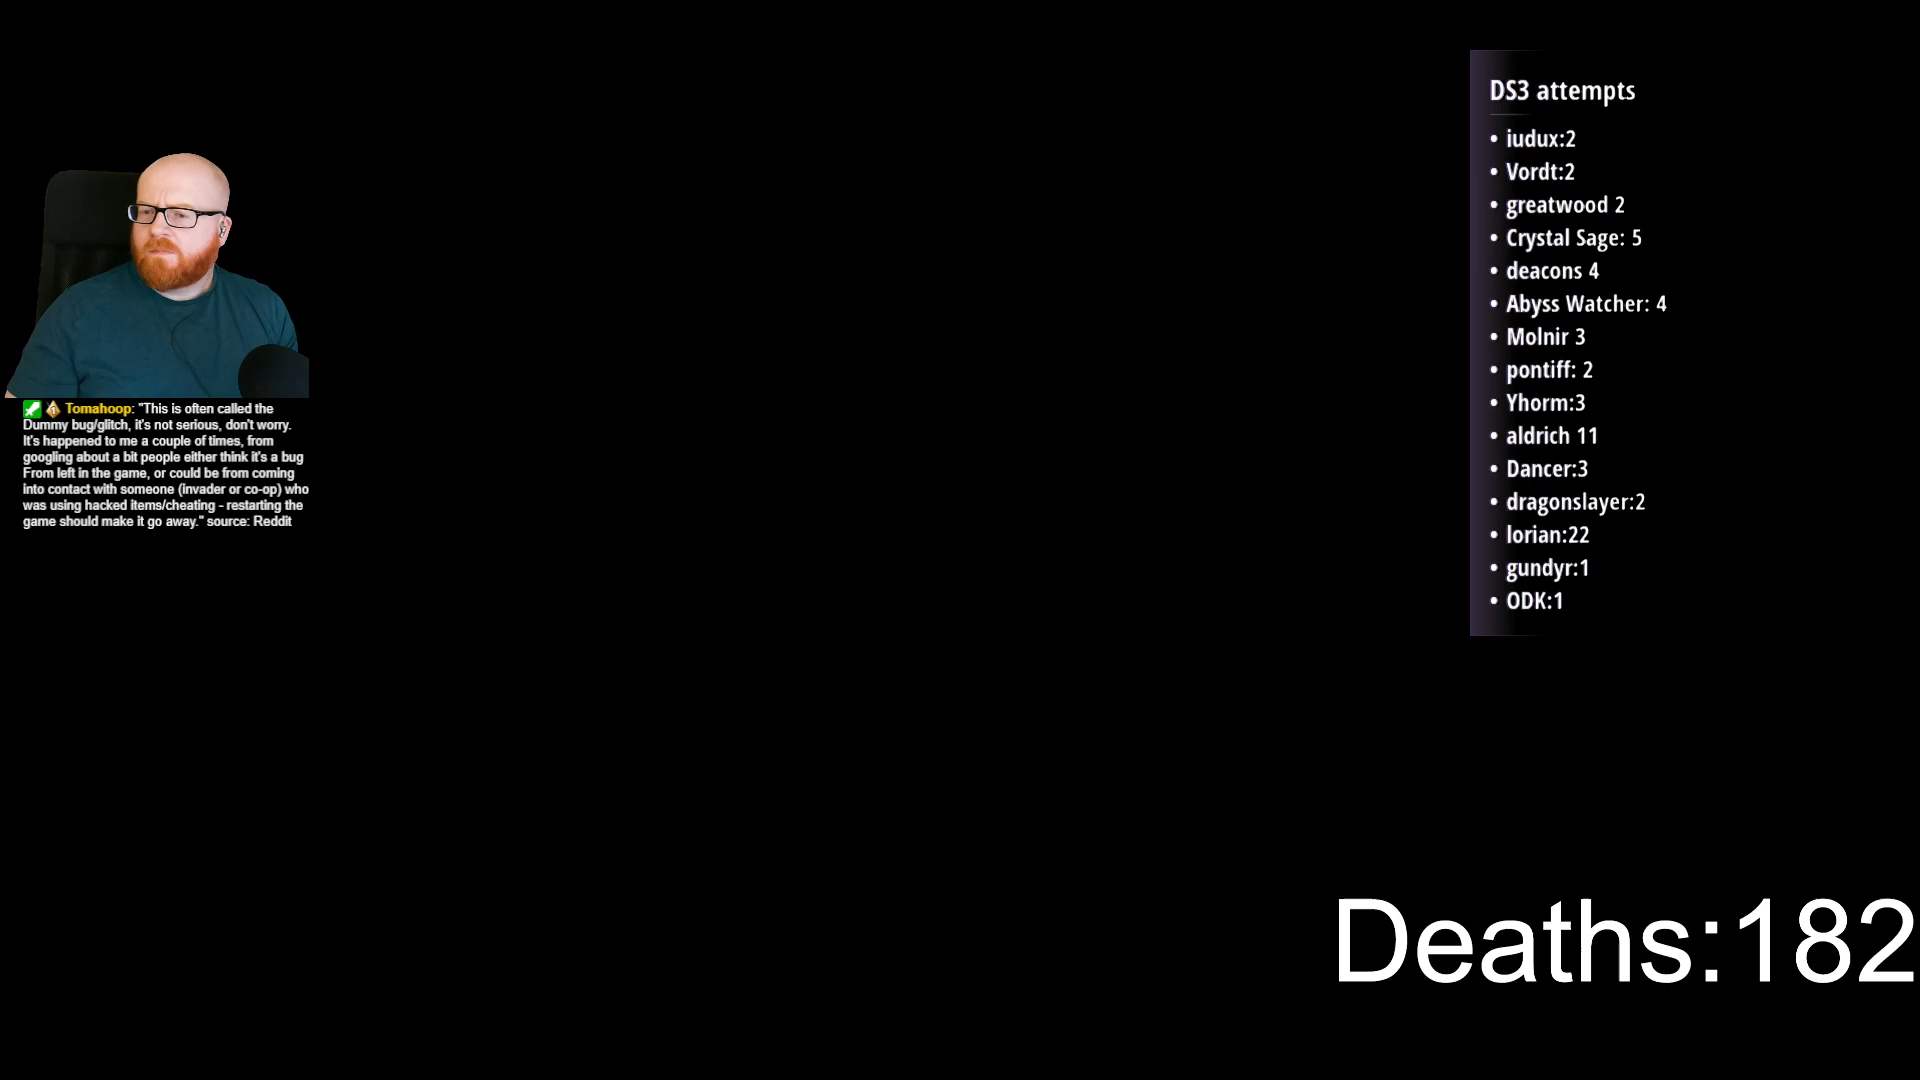 DS3 attempts
• iudux:2
• Vordt:2
• greatwood 2
• Crystal Sage: 5
• deacons 4
• Abyss Watcher: 4
• Molnir 3
• pontiff: 2
• Yhorm:3
• aldrich 11
• Dancer:3
• dragonslayer:2
• lorian:22
• gundyr:1
• ODK:1
Tomahoop: "This is often called the
Dummy bug/glitch, it's not serious, don't worry.
It's happened to me a couple of times, from
googling about a bit people either think it's a bug
From left in the game, or could be from coming
into contact with someone (invader or co-op) who
was using hacked items/cheating - restarting the
game should make it go away." source: Reddit
Deaths:182